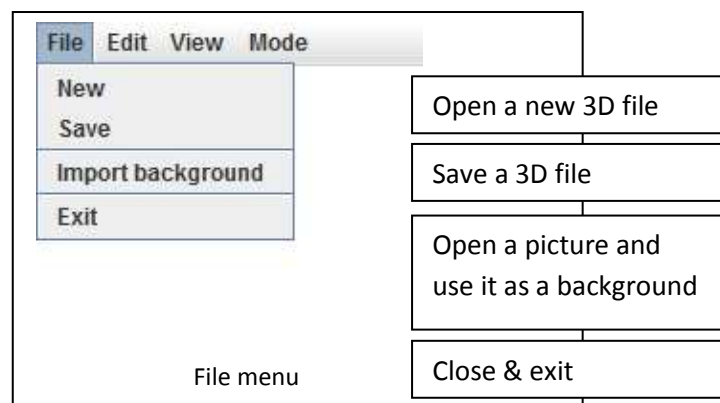 File Edit View Mode
New
Save
Import background
Exit
Open a new 3D file
Save a 3D file
Open a picture and
use it as a background
Close & exit
File menu